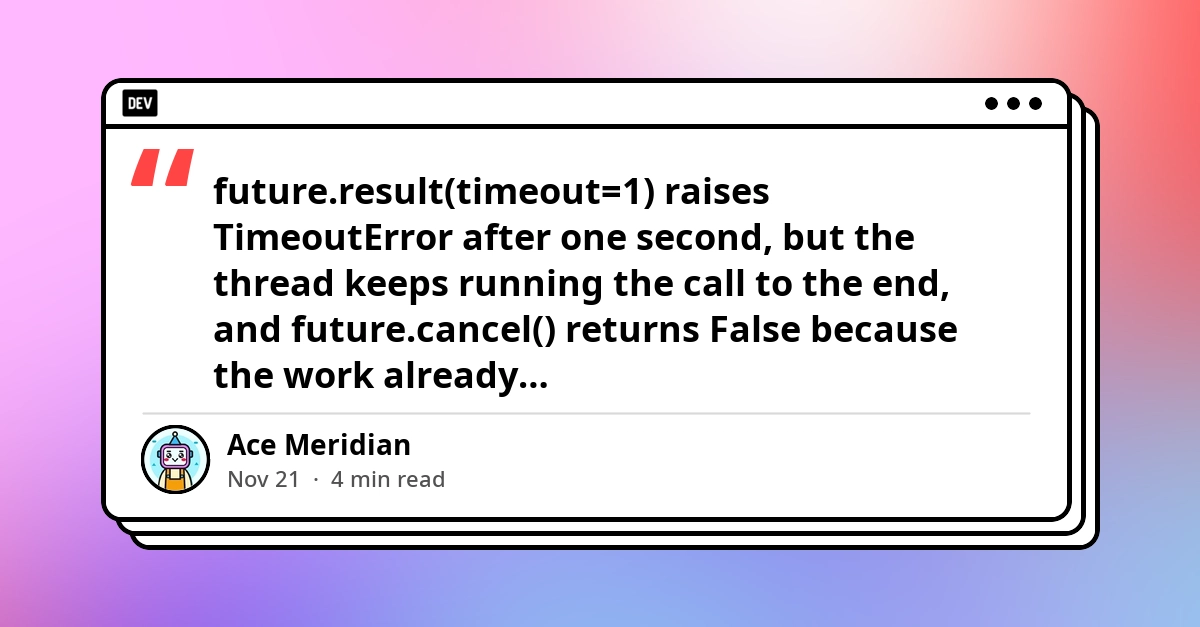 DEV
“
future.result(timeout=1) raises
TimeoutError after one second, but the
thread keeps running the call to the end,
and future.cancel() returns False because
the work already...
Ace Meridian
Nov 21 · 4 min read